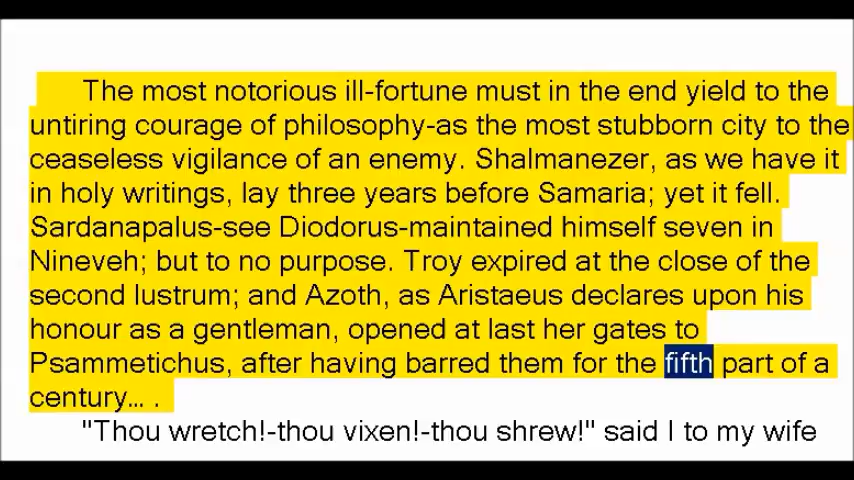 The most notorious ill-fortune must in the end yield to the
untiring courage of philosophy-as the most stubborn city to the
ceaseless vigilance of an enemy. Shalmanezer, as we have it
in holy writings, lay three years before Samaria; yet it fell.
Sardanapalus-see Diodorus-maintained himself seven in
Nineveh; but to no purpose. Troy expired at the close of the
second lustrum; and Azoth, as Aristaeus declares upon his
honour as a gentleman, opened at last her gates to
Psammetichus, after having barred them for the fifth part of a
century... .
"Thou wretch!-thou vixen!-thou shrew!" said I to my wife